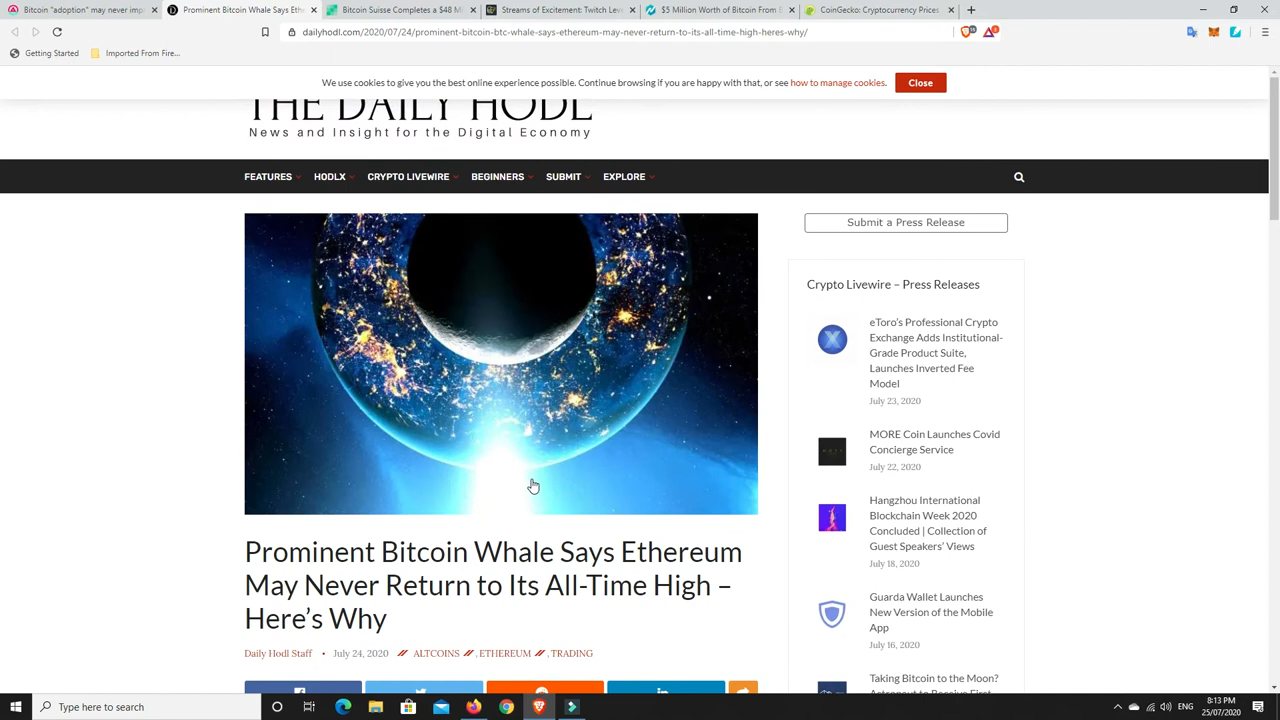 Bitcoin "adoption" may never imp
Prominent Bitcoin Whale Says Eth
Bitcoin Suisse Completes a $48 M
Streams of Excitement: Twitch Lev
$5 Million Worth of Bitcoin From B
CoinGecko: Cryptocurrency Prices
dailyhodl.com/2020/07/24/prominent-bitcoin-btc-whale-says-ethereum-may-never-return-to-its-all-time-high-heres-why/
Getting Started
Imported From Fire...
We use cookies to give you the best online experience possible. Continue browsing if you are happy with that, or see how to manage cookies.
Close
THE DAILY HODL
News and Insight for the Digital Economy
FEATURES
HODLX
CRYPTO LIVEWIRE
BEGINNERS
SUBMIT
EXPLORE
Prominent Bitcoin Whale Says Ethereum
May Never Return to Its All-Time High –
Here's Why
Daily Hodl Staff • July 24, 2020 // ALTCOINS //, ETHEREUM //, TRADING
Submit a Press Release
Crypto Livewire – Press Releases
eToro's Professional Crypto
Exchange Adds Institutional-
Grade Product Suite,
Launches Inverted Fee
Model
July 23, 2020
MORE Coin Launches Covid
Concierge Service
July 22, 2020
Hangzhou International
Blockchain Week 2020
Concluded | Collection of
Guest Speakers' Views
July 18, 2020
Guarda Wallet Launches
New Version of the Mobile
App
July 16, 2020
Taking Bitcoin to the Moon?
Astronaut to Receive First
Type here to search
ENG
8:13 PM
25/07/2020